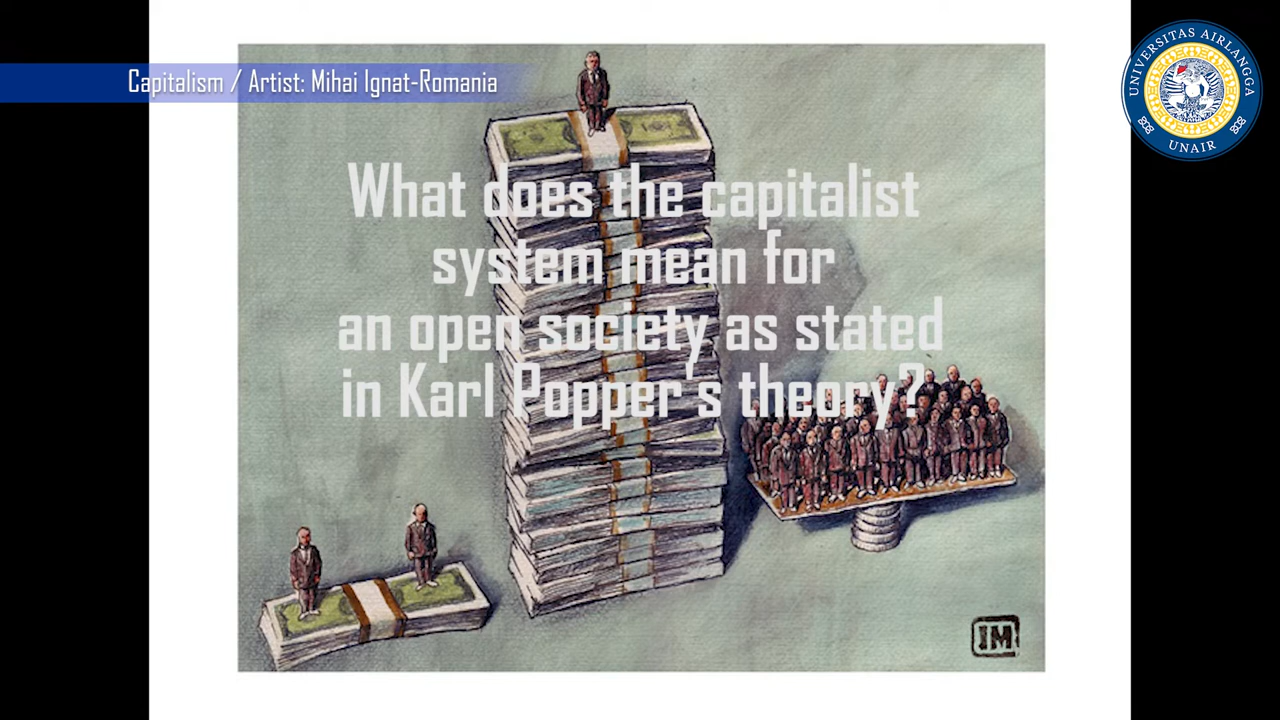 Capitalism / Artist: Mihai Ignat-Romania
UNIVERSITAS AIRLANGGA
UNAIR
What does the capitalist
system mean for
an open society as stated
in Karl Popper's theory?
IM